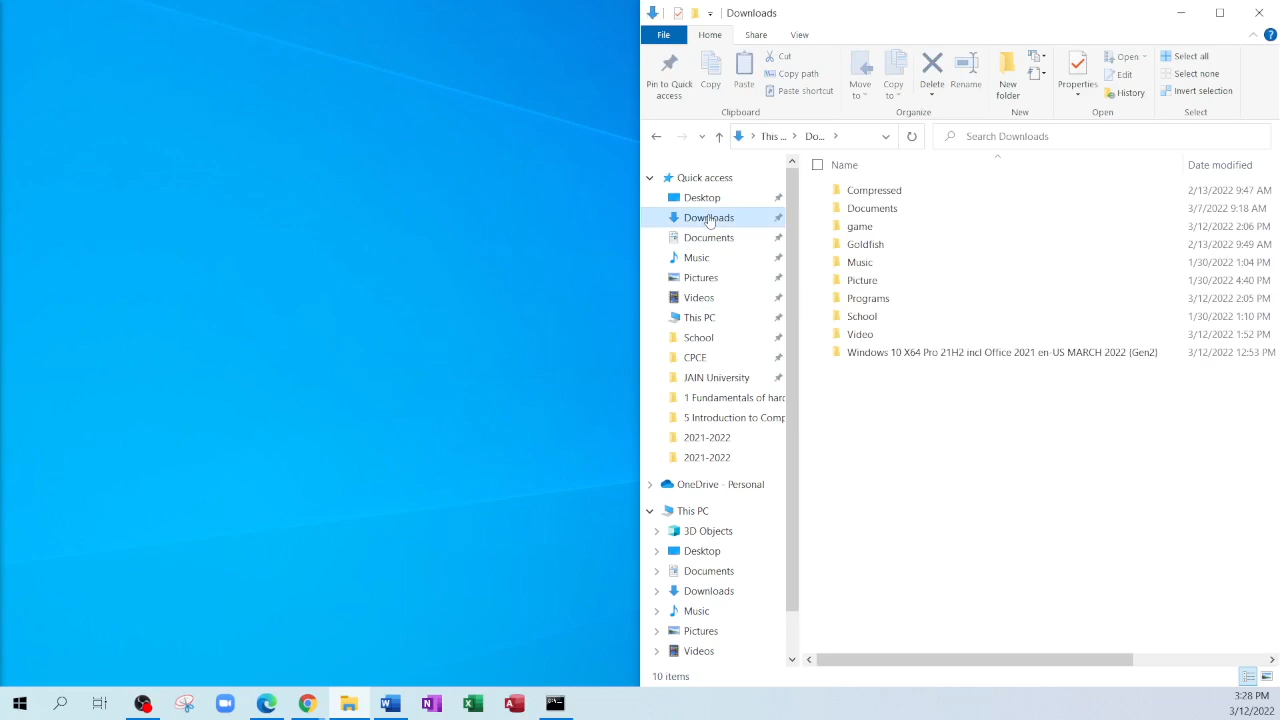 Downloads
File Home Share View
Pin to Quick access
Copy
Paste
Cut
Copy path
Paste shortcut
Move to
Copy to
Delete
Rename
New folder
Properties
Open
Edit
History
Select all
Select none
Invert selection
Clipboard Organize New Open Select
This ... Do...
Search Downloads
Quick access
Desktop
Downloads
Documents
Music
Pictures
Videos
This PC
School
CPCE
JAIN University
1 Fundamentals of hard
5 Introduction to Comp
2021-2022
2021-2022
OneDrive - Personal
This PC
3D Objects
Desktop
Documents
Downloads
Music
Pictures
Videos
Name Date modified
Compressed 2/13/2022 9:47 AM
Documents 3/7/2022 9:18 AM
game 3/12/2022 2:06 PM
Goldfish 2/13/2022 9:49 AM
Music 1/30/2022 1:04 PM
Picture 1/30/2022 4:40 PM
Programs 3/12/2022 2:05 PM
School 1/30/2022 1:10 PM
Video 3/12/2022 1:52 PM
Windows 10 X64 Pro 21H2 incl Office 2021 en-US MARCH 2022 {Gen2} 3/12/2022 12:53 PM
10 items
3:28 PM
3/12/2022